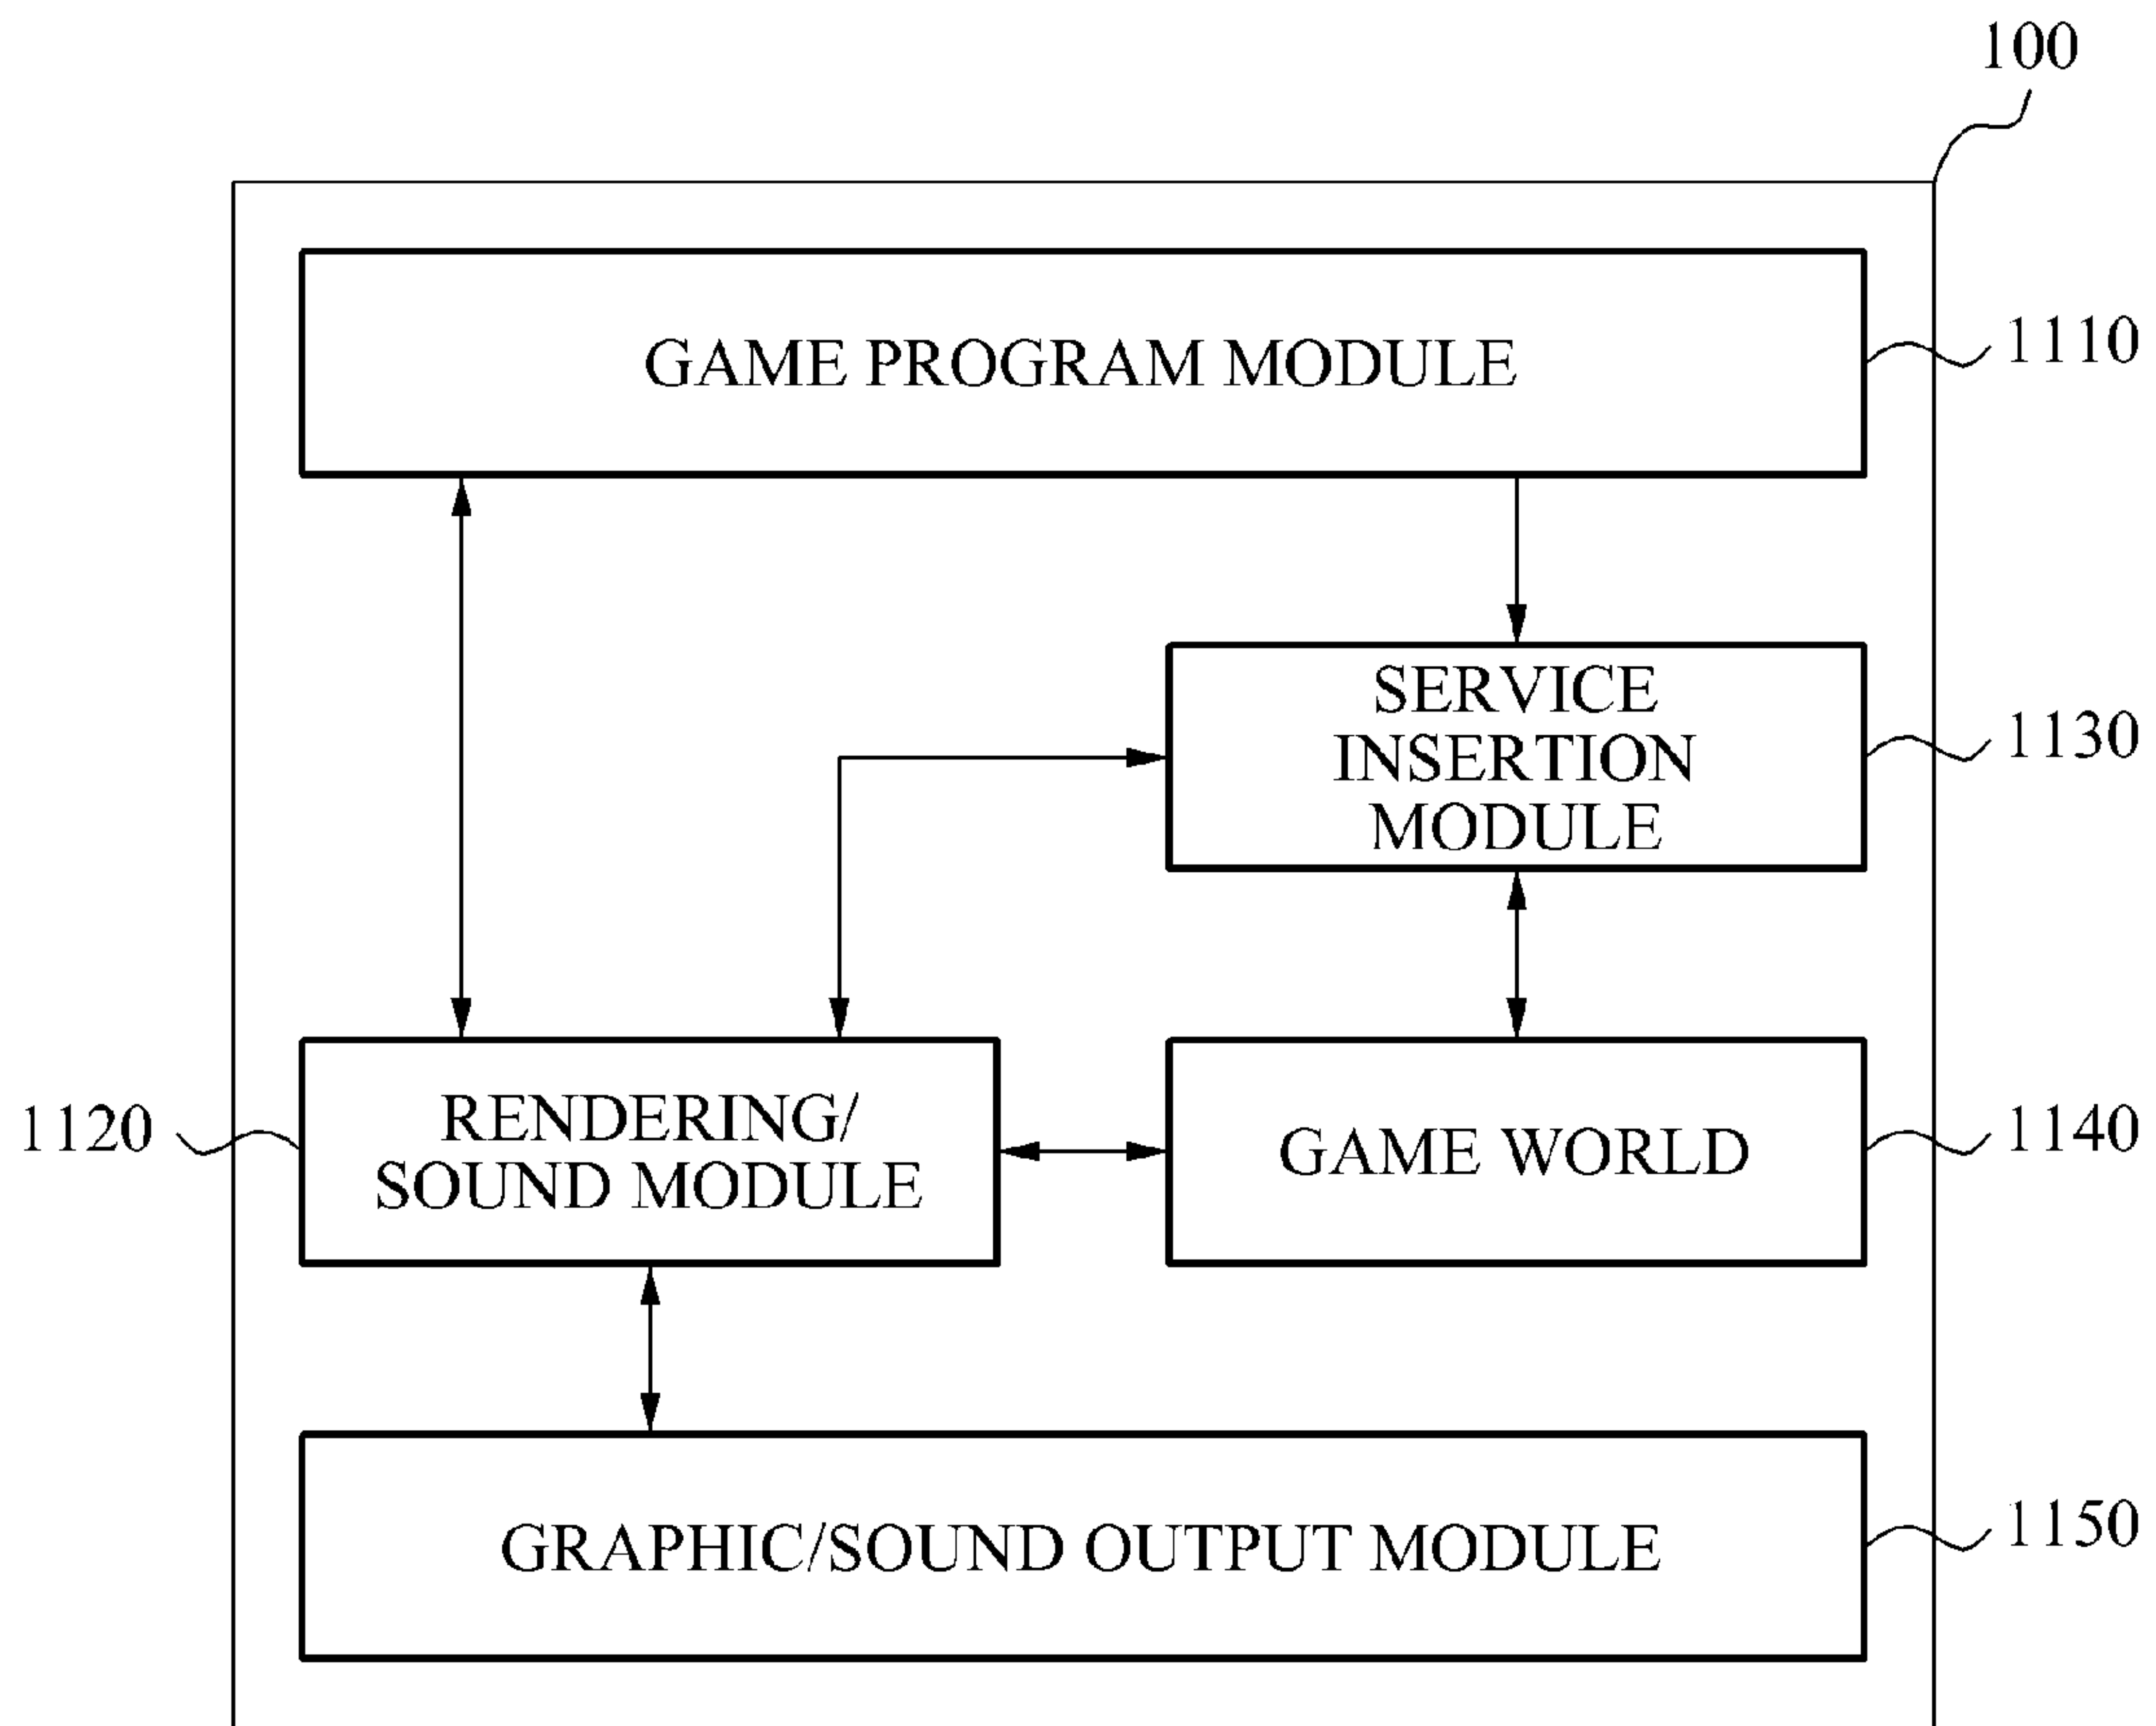 100
GAME PROGRAM MODULE
1110
SERVICE
INSERTION
MODULE
1130
1120
RENDERING/
SOUND MODULE
GAME WORLD
1140
GRAPHIC/SOUND OUTPUT MODULE
1150